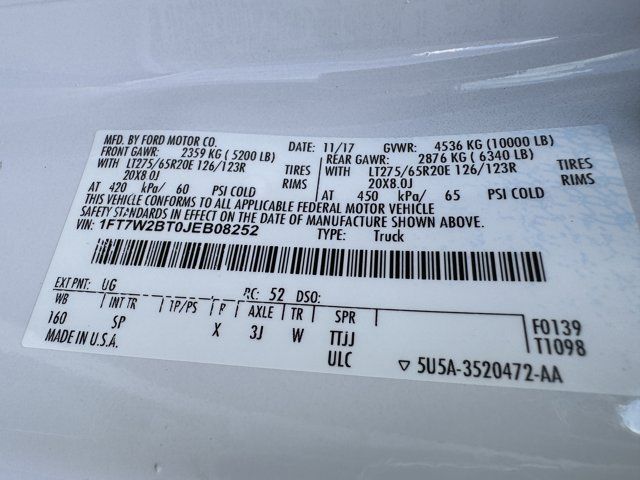 MFD. BY FORD MOTOR CO. DATE: 11/17 GVWR: 4536 KG (10000 LB)
FRONT GAWR: 2359 KG ( 5200 LB) REAR GAWR: 2876 KG ( 6340 LB)
WITH LT275/65R20E 126/123R TIRES WITH LT275/65R20E 126/123R TIRES
20X8.0J RIMS 20X8.0J RIMS
AT 420 kPa/ 60 PSI COLD AT 450 kPa/ 65 PSI COLD
THIS VEHICLE CONFORMS TO ALL APPLICABLE FEDERAL MOTOR VEHICLE
SAFETY STANDARDS IN EFFECT ON THE DATE OF MANUFACTURE SHOWN ABOVE.
VIN: 1FT7W2BT0JEB08252 TYPE: Truck
EXT PNT: UG RC: 52 DSO:
WB INT TR TP/PS R AXLE TR SPR
160 SP X 3J W TTJJ F0139
MADE IN U.S.A. ULC T1098
▽ 5U5A-3520472-AA